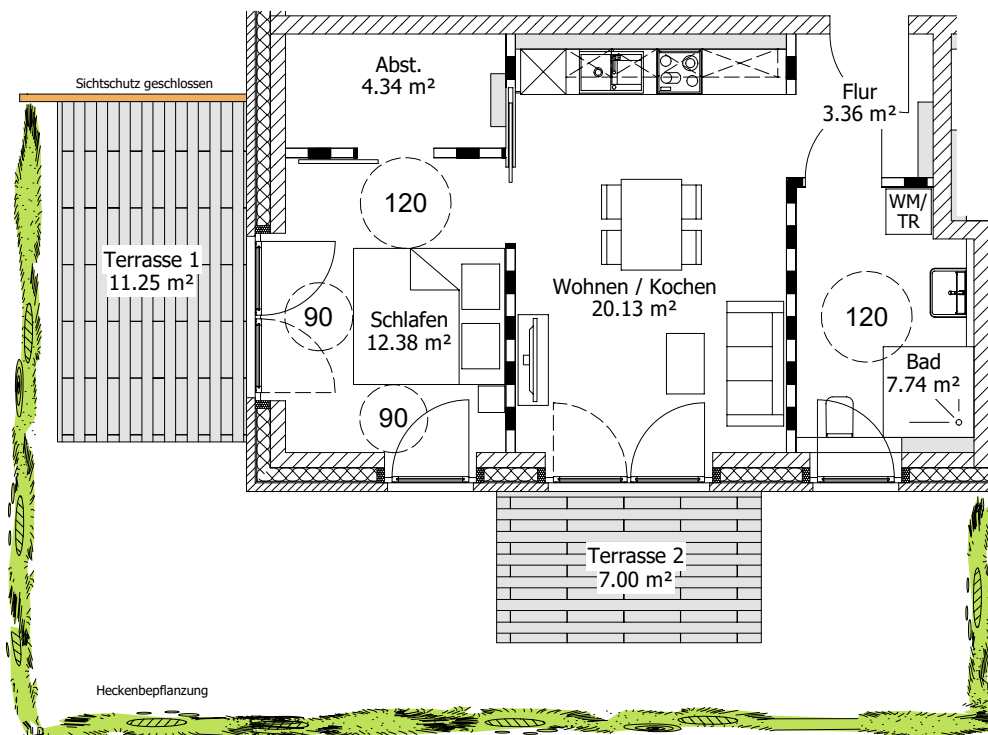 Sichtschutz geschlossen
Abst.
4.34 m²
Flur
3.36 m²
WM/
TR
120
Terrasse 1
11.25 m²
Wohnen / Kochen
20.13 m²
90
Schlafen
12.38 m²
120
Bad
7.74 m²
90
Terrasse 2
7.00 m²
Heckenbepflanzung